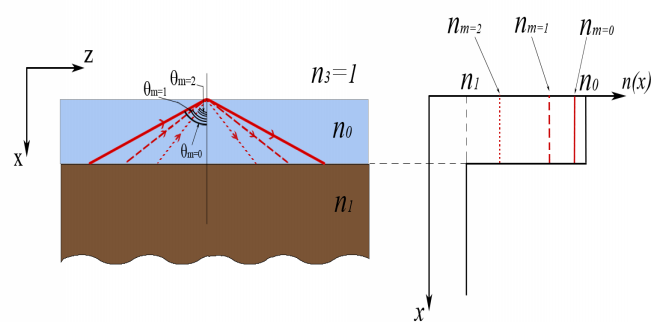 z
x
θm=1
θm=2
θm=0
n3=1
n0
n1
nm=2
nm=1
nm=0
n1
n0
n(x)
x